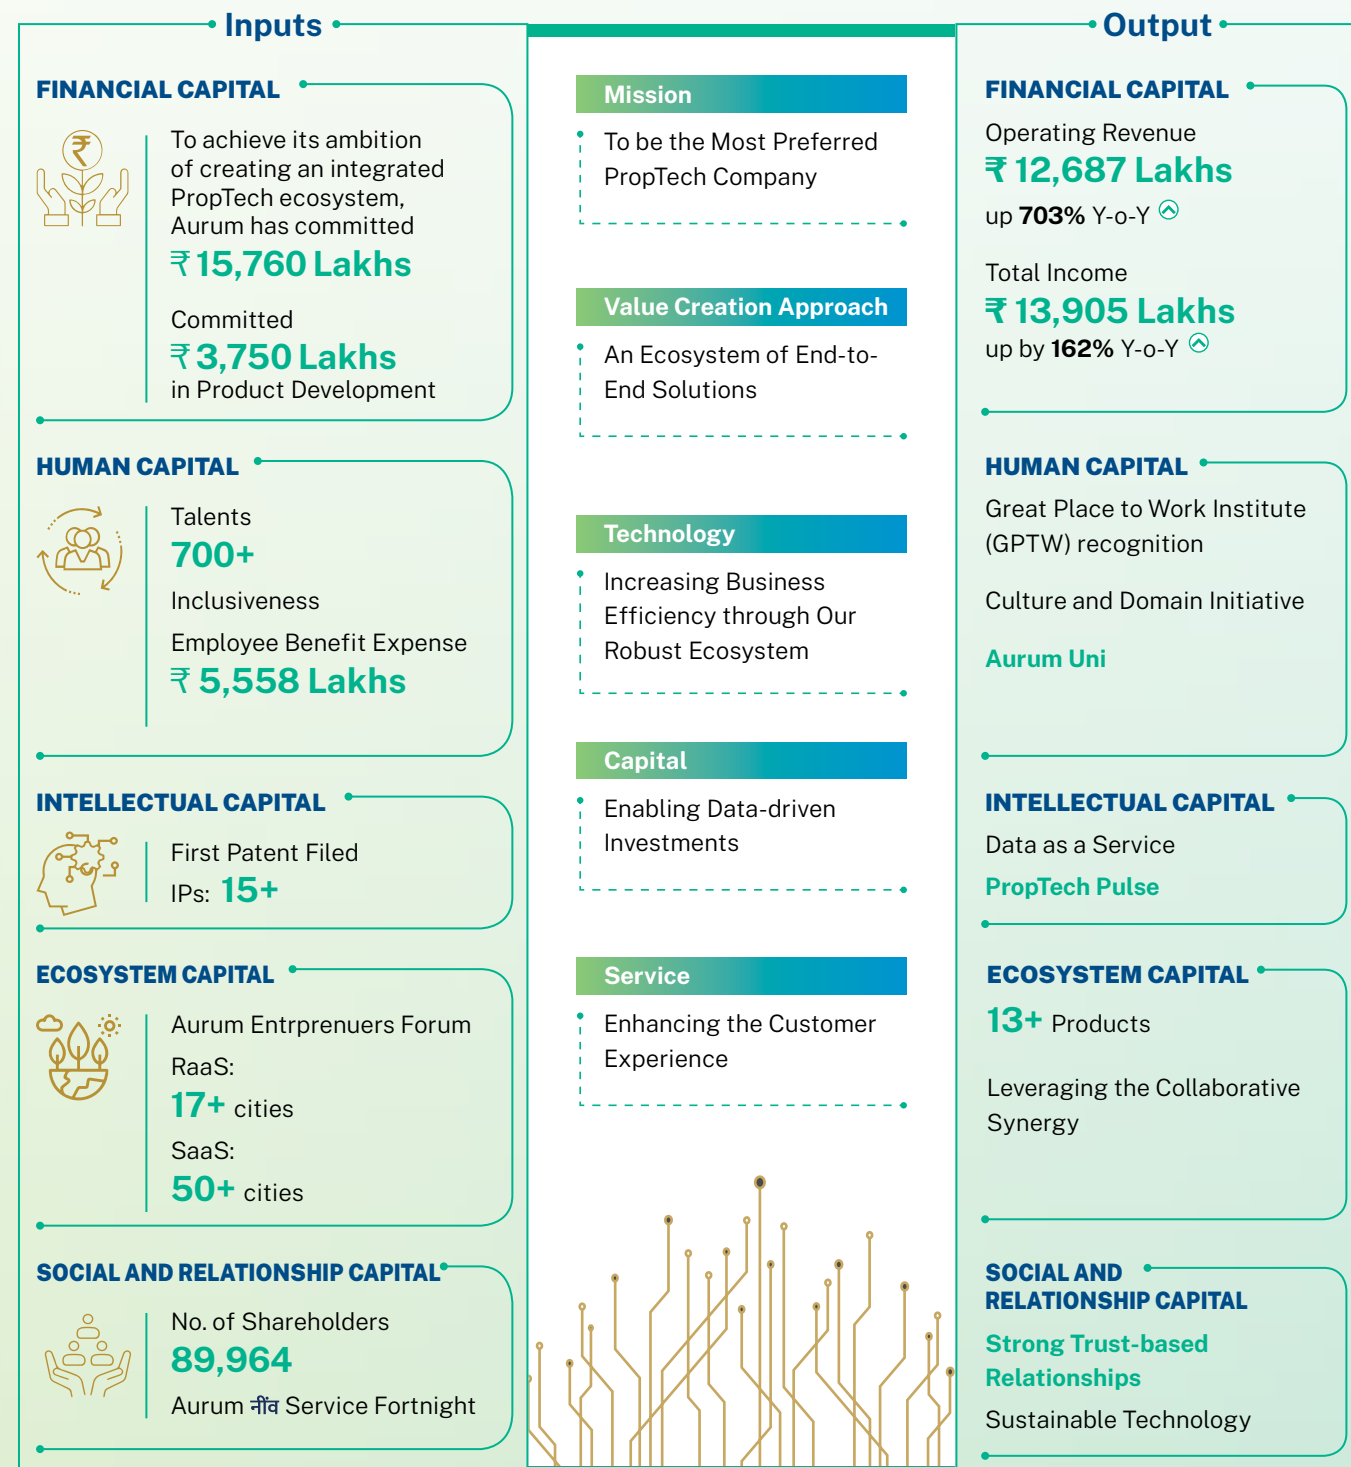 Inputs
FINANCIAL CAPITAL
To achieve its ambition
of creating an integrated
PropTech ecosystem,
Aurum has committed
₹ 15,760 Lakhs
Committed
₹ 3,750 Lakhs
in Product Development
HUMAN CAPITAL
Talents
700+
Inclusiveness
Employee Benefit Expense
₹ 5,558 Lakhs
INTELLECTUAL CAPITAL
First Patent Filed
IPs: 15+
ECOSYSTEM CAPITAL
Aurum Entrprenuers Forum
RaaS:
17+ cities
SaaS:
50+ cities
SOCIAL AND RELATIONSHIP CAPITAL
No. of Shareholders
89,964
Aurum नींव Service Fortnight
Mission
To be the Most Preferred
PropTech Company
Value Creation Approach
An Ecosystem of End-to-
End Solutions
Technology
Increasing Business
Efficiency through Our
Robust Ecosystem
Capital
Enabling Data-driven
Investments
Service
Enhancing the Customer
Experience
Output
FINANCIAL CAPITAL
Operating Revenue
₹ 12,687 Lakhs
up 703% Y-o-Y
Total Income
₹ 13,905 Lakhs
up by 162% Y-o-Y
HUMAN CAPITAL
Great Place to Work Institute
(GPTW) recognition
Culture and Domain Initiative
Aurum Uni
INTELLECTUAL CAPITAL
Data as a Service
PropTech Pulse
ECOSYSTEM CAPITAL
13+ Products
Leveraging the Collaborative
Synergy
SOCIAL AND
RELATIONSHIP CAPITAL
Strong Trust-based
Relationships
Sustainable Technology